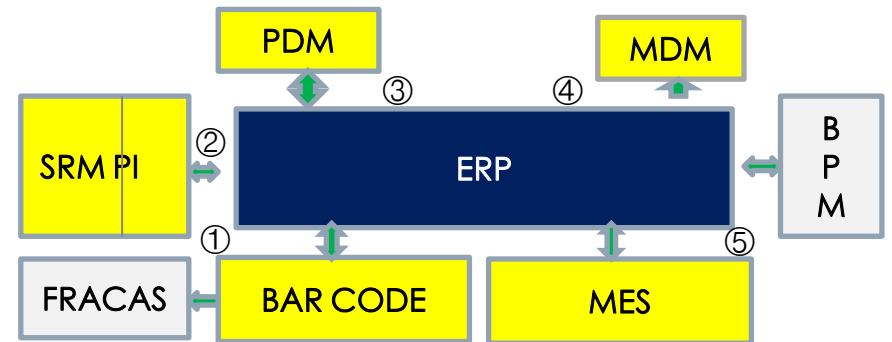 PDM
MDM
③
④
SRM PI
②
ERP
B
P
M
①
⑤
FRACAS
BAR CODE
MES